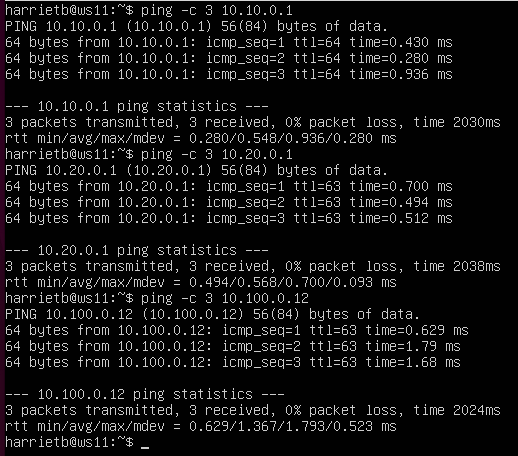 harrietb@ws11:~$ ping -c 3 10.10.0.1
PING 10.10.0.1 (10.10.0.1) 56(84) bytes of data.
64 bytes from 10.10.0.1: icmp_seq=1 ttl=64 time=0.430 ms
64 bytes from 10.10.0.1: icmp_seq=2 ttl=64 time=0.280 ms
64 bytes from 10.10.0.1: icmp_seq=3 ttl=64 time=0.936 ms

--- 10.10.0.1 ping statistics ---
3 packets transmitted, 3 received, 0% packet loss, time 2030ms
rtt min/avg/max/mdev = 0.280/0.548/0.936/0.280 ms
harrietb@ws11:~$ ping -c 3 10.20.0.1
PING 10.20.0.1 (10.20.0.1) 56(84) bytes of data.
64 bytes from 10.20.0.1: icmp_seq=1 ttl=63 time=0.700 ms
64 bytes from 10.20.0.1: icmp_seq=2 ttl=63 time=0.494 ms
64 bytes from 10.20.0.1: icmp_seq=3 ttl=63 time=0.512 ms

--- 10.20.0.1 ping statistics ---
3 packets transmitted, 3 received, 0% packet loss, time 2038ms
rtt min/avg/max/mdev = 0.494/0.568/0.700/0.093 ms
harrietb@ws11:~$ ping -c 3 10.100.0.12
PING 10.100.0.12 (10.100.0.12) 56(84) bytes of data.
64 bytes from 10.100.0.12: icmp_seq=1 ttl=63 time=0.629 ms
64 bytes from 10.100.0.12: icmp_seq=2 ttl=63 time=1.79 ms
64 bytes from 10.100.0.12: icmp_seq=3 ttl=63 time=1.68 ms

--- 10.100.0.12 ping statistics ---
3 packets transmitted, 3 received, 0% packet loss, time 2024ms
rtt min/avg/max/mdev = 0.629/1.367/1.793/0.523 ms
harrietb@ws11:~$ _